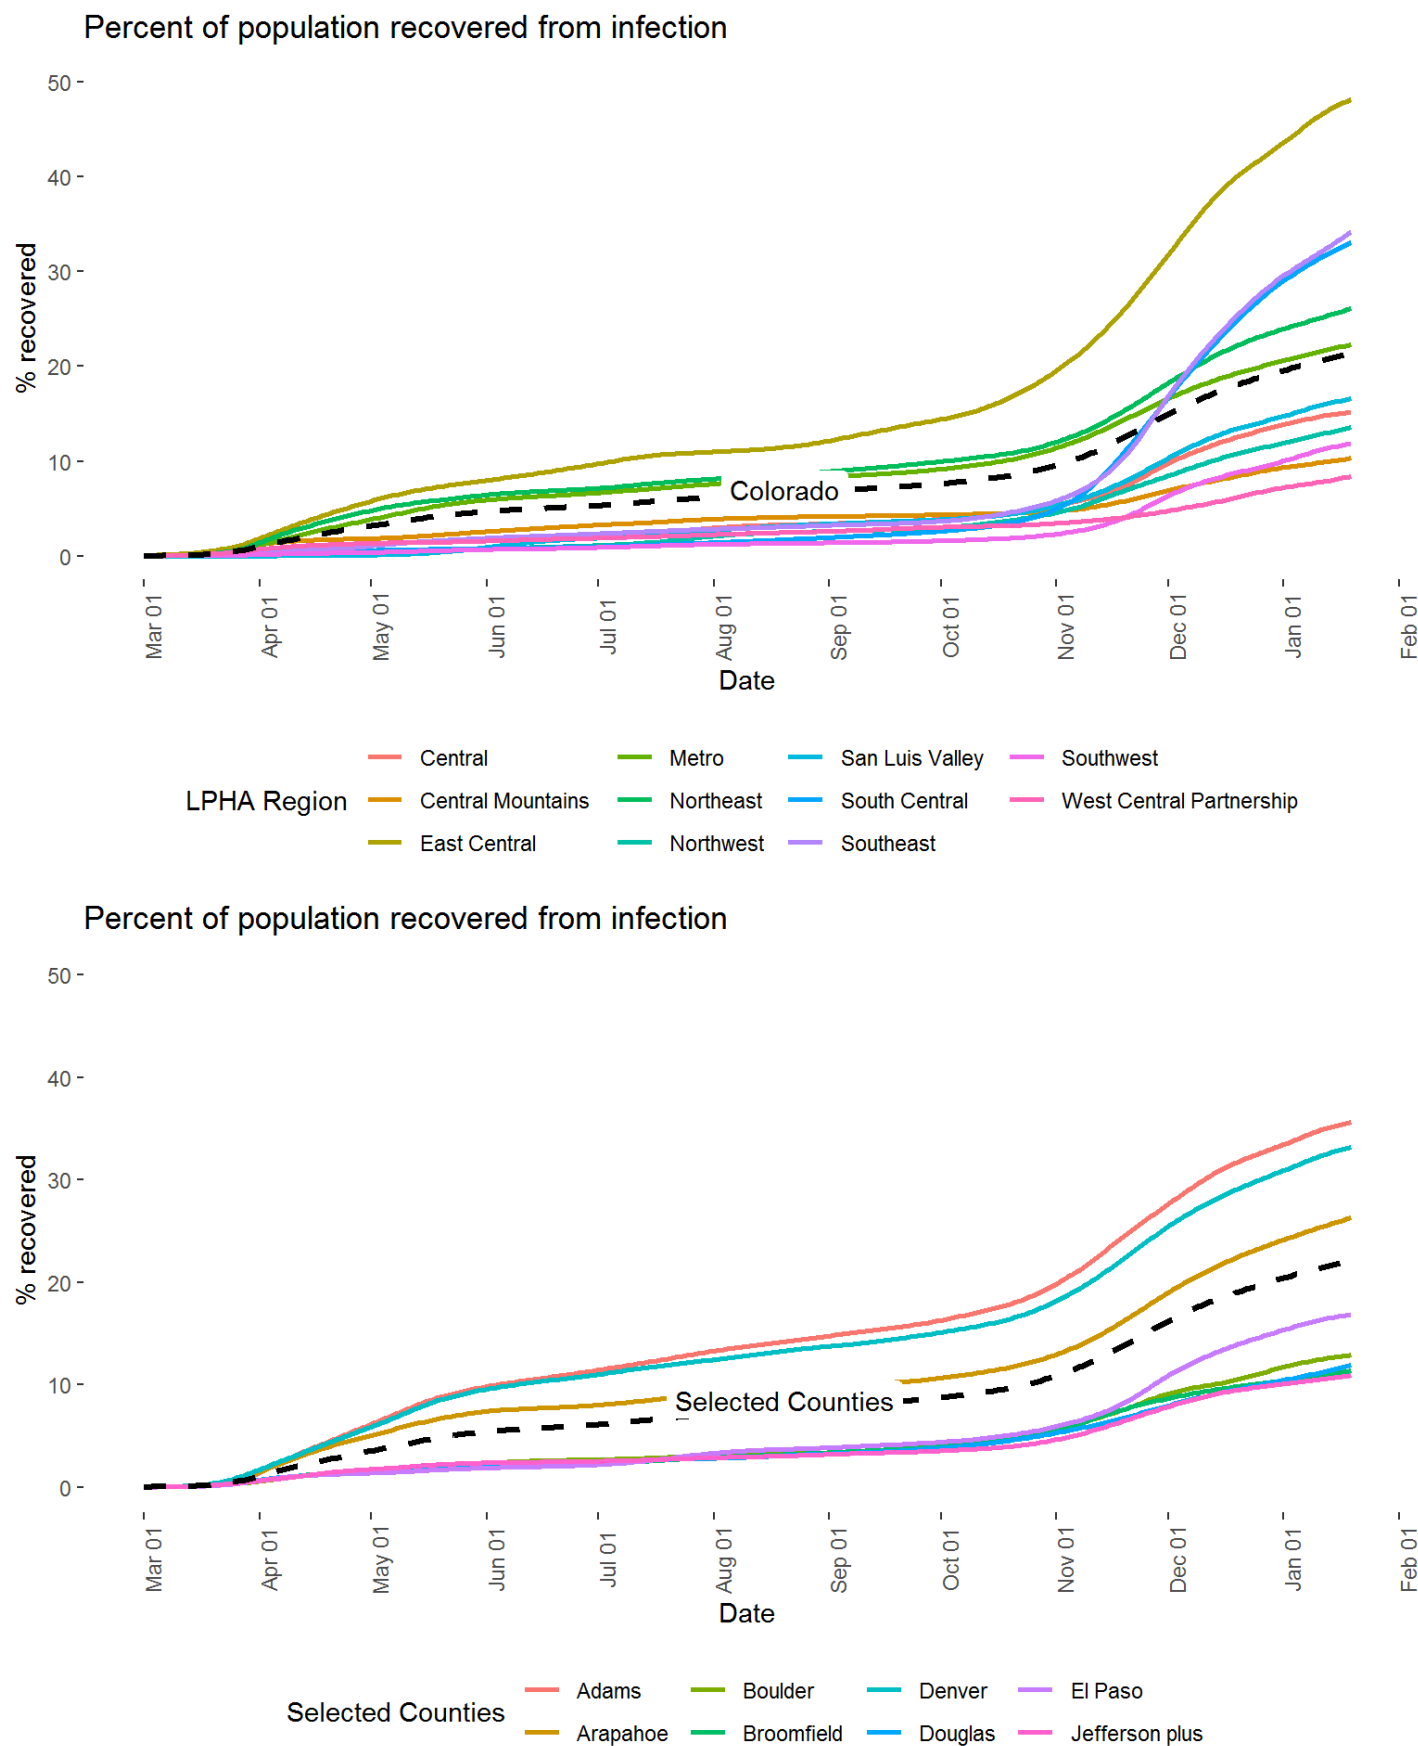 Percent of population recovered from infection
50
40
30
20
10
0
% recovered
Colorado
Mar 01 Apr 01 May 01 Jun 01 Jul 01 Aug 01 Sep 01 Oct 01 Nov 01 Dec 01 Jan 01 Feb 01
Date
LPHA Region
Central Metro San Luis Valley Southwest
Central Mountains Northeast South Central West Central Partnership
East Central Northwest Southeast
Percent of population recovered from infection
50
40
30
20
10
0
% recovered
Selected Counties
Mar 01 Apr 01 May 01 Jun 01 Jul 01 Aug 01 Sep 01 Oct 01 Nov 01 Dec 01 Jan 01 Feb 01
Date
Selected Counties
Adams Boulder Denver El Paso
Arapahoe Broomfield Douglas Jefferson plus